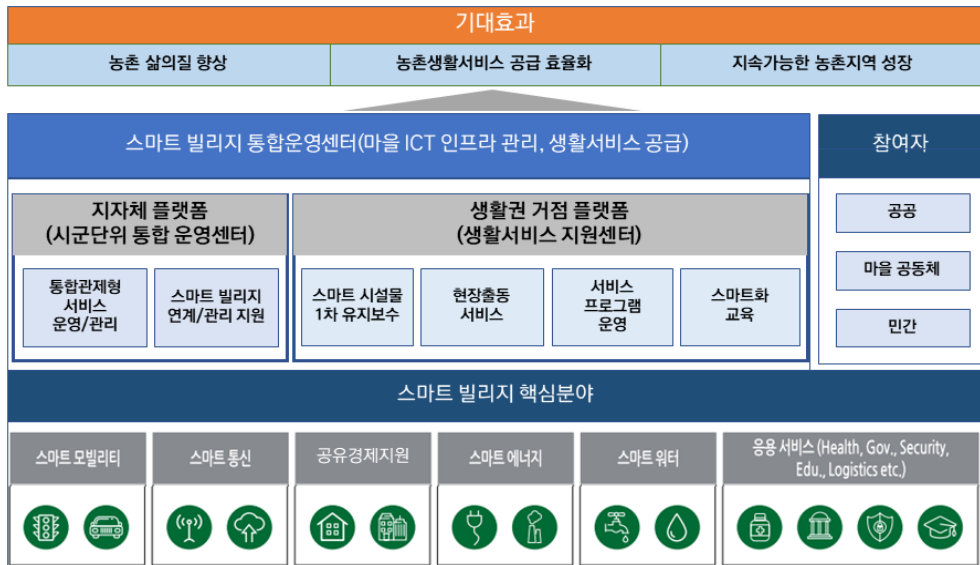 기대효과
농촌 삶의질 향상
농촌생활서비스 공급 효율화
지속가능한 농촌지역 성장
스마트 빌리지 통합운영센터(마을 ICT 인프라 관리, 생활서비스 공급)
참여자
지자체 플랫폼
(시군단위 통합 운영센터)
생활권 거점 플랫폼
(생활서비스 지원센터)
통합관제형
서비스
운영/관리
스마트 빌리지
연계/관리 지원
스마트 시설물
1차 유지보수
현장출동
서비스
서비스
프로그램
운영
스마트화
교육
공공
마을 공동체
민간
스마트 빌리지 핵심분야
스마트 모빌리티
스마트 통신
공유경제지원
스마트 에너지
스마트 워터
응용 서비스 (Health, Gov., Security,
Edu., Logistics etc.)